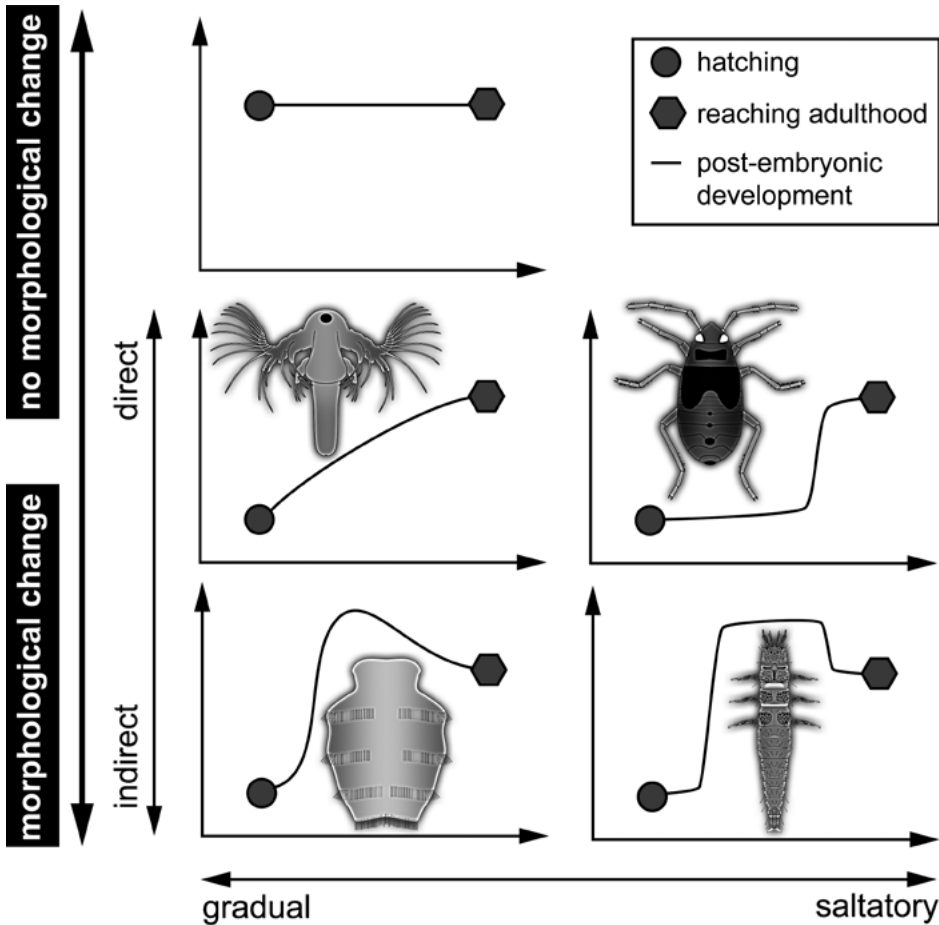 no morphological change
morphological change
direct
indirect
hatching
reaching adulthood
post-embryonic
development
gradual
saltatory